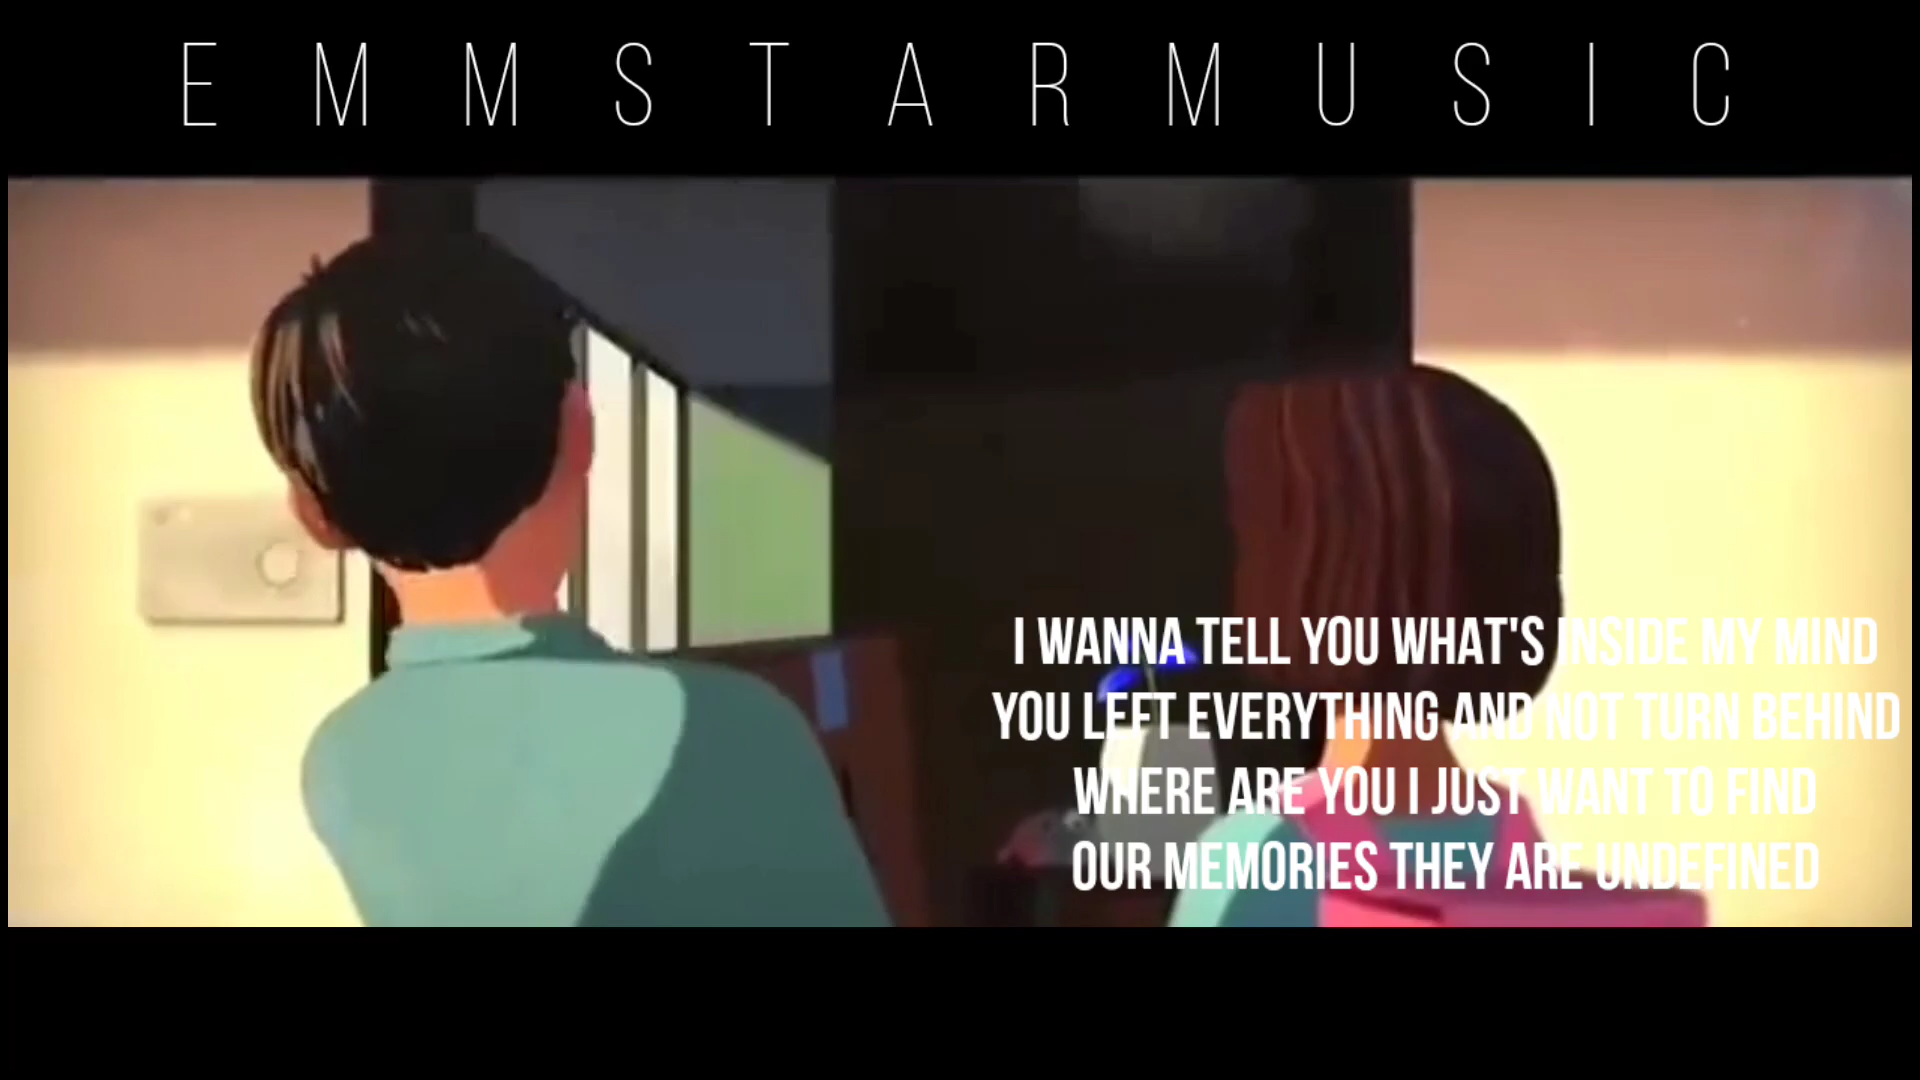 EMMSTARMUSIC
I WANNA TELL YOU WHAT'S INSIDE MY MIND
YOU LEFT EVERYTHING AND NOT TURN BEHIND
WHERE ARE YOU I JUST WANT TO FIND
OUR MEMORIES THEY ARE UNDEFINED